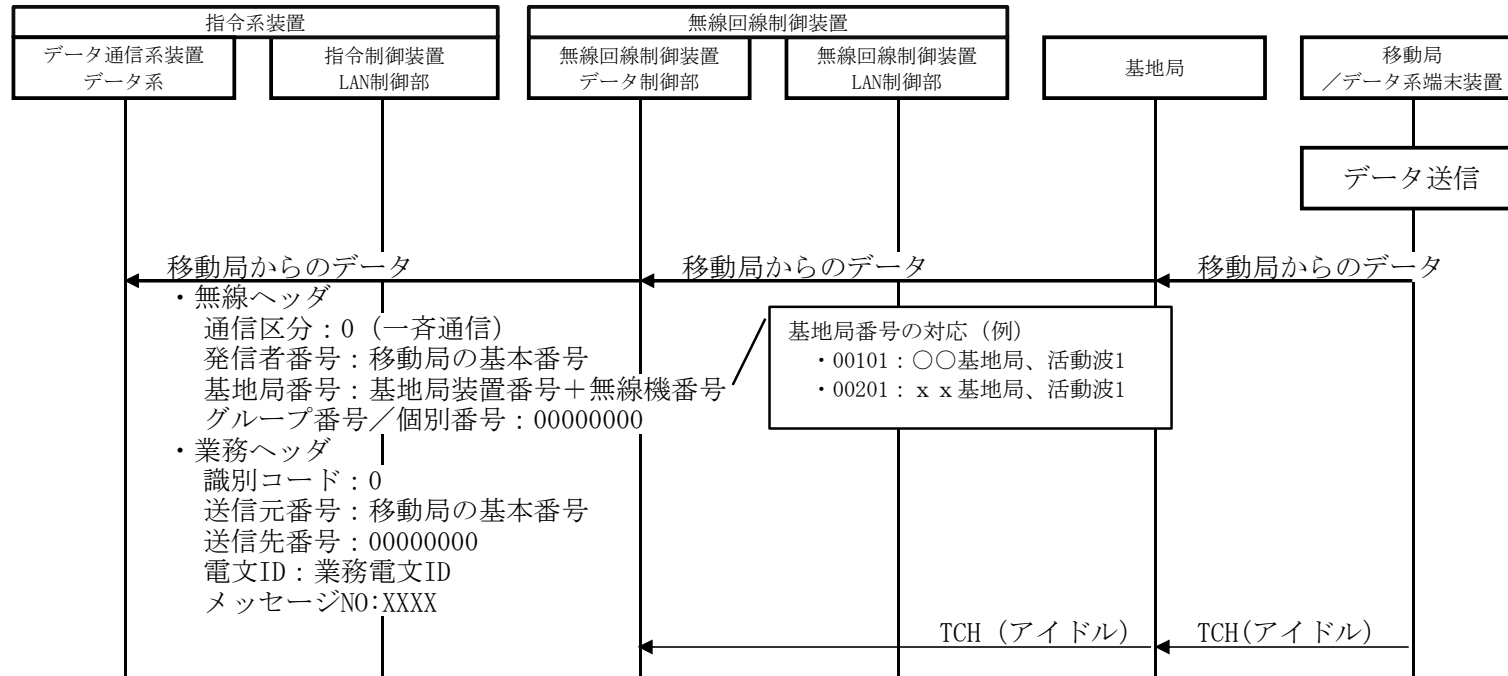 指令系装置
無線回線制御装置
データ通信系装置
データ系
指令制御装置
LAN制御部
無線回線制御装置
データ制御部
無線回線制御装置
LAN制御部
基地局
移動局
／データ系端末装置
データ送信
移動局からのデータ
移動局からのデータ
移動局からのデータ
・無線ヘッダ
通信区分：0（一斉通信）
発信者番号：移動局の基本番号
基地局番号：基地局装置番号＋無線機番号
グループ番号／個別番号：00000000
・業務ヘッダ
識別コード：0
送信元番号：移動局の基本番号
送信先番号：00000000
電文ID：業務電文ID
メッセージNO:XXXX
基地局番号の対応（例）
・00101：〇〇基地局、活動波1
・00201：ｘｘ基地局、活動波1
TCH（アイドル）
TCH(アイドル）